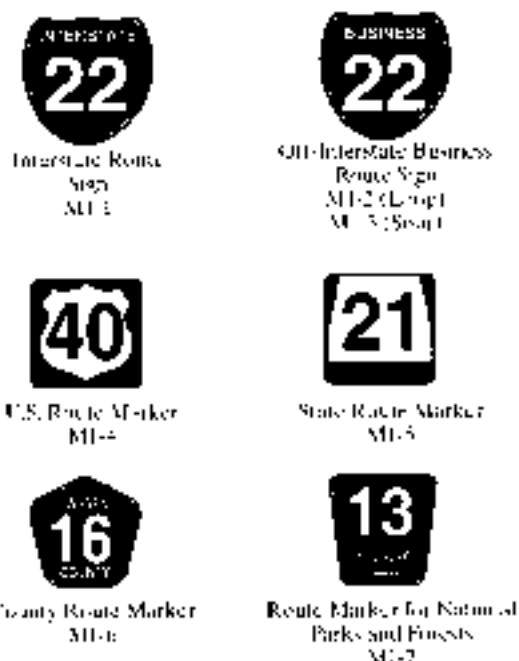 INTERSTATE
22
Interstate Route
Sign
M1-1
BUSINESS
22
Off-Interstate Business
Route Sign
M1-2 (Loop)
M1-3 (Spur)
40
U.S. Route Marker
M1-4
21
State Route Marker
M1-5
16
COUNTY
County Route Marker
M1-6
13
Route Marker for National
Parks and Forests
M1-7